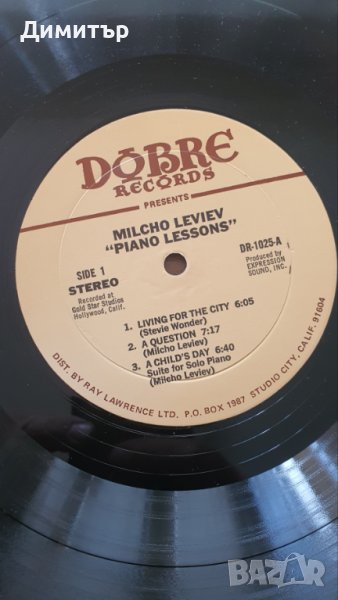 Димитър
DOBRE
RECORDS
PRESENTS
MILCHO LEVIEV
"PIANO LESSONS"
SIDE 1
STEREO
Recorded at
Gold Star Studios
Hollywood, Calif.
DR-1025-A
Produced by
EXPRESSION
SOUND, INC.
1. LIVING FOR THE CITY 6:05
(Stevie Wonder)
2. A QUESTION 7:17
(Milcho Leviev)
3. A CHILD'S DAY 6:40
Suite for Solo Piano
(Milcho Leviev)
DIST. BY RAY LAWRENCE LTD. P.O. BOX 1987 STUDIO CITY, CALIF. 91604
BAZAR